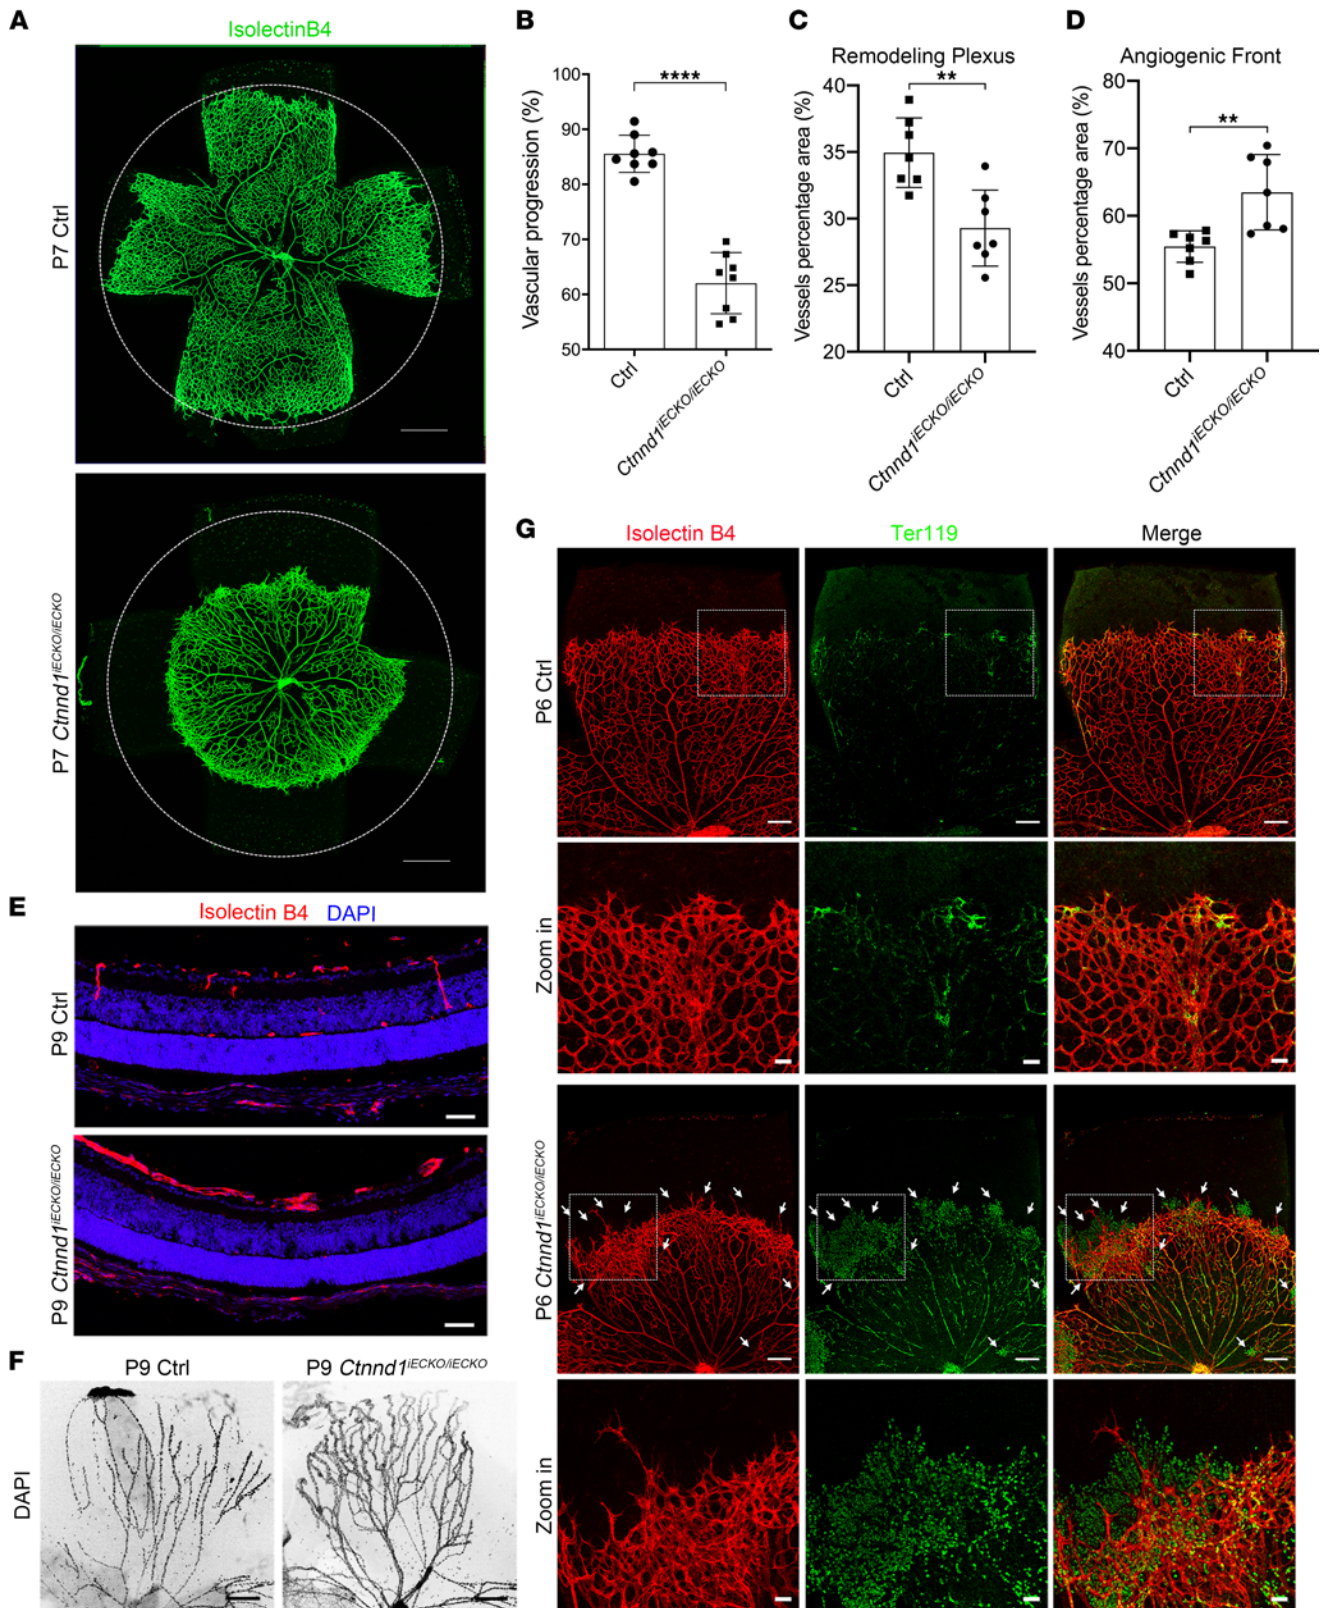 A
IsolectinB4
P7 Ctrl
P7 Ctnnd1iECKO/iECKO
B
Vascular progression (%)
100
90
80
70
60
50
****
Ctrl
Ctnnd1iECKO/iECKO
C
Remodeling Plexus
Vessels percentage area (%)
40
35
30
25
20
**
Ctrl
Ctnnd1iECKO/iECKO
D
Angiogenic Front
Vessels percentage area (%)
80
70
60
50
40
**
Ctrl
Ctnnd1iECKO/iECKO
E
Isolectin B4 DAPI
P9 Ctrl
P9 Ctnnd1iECKO/iECKO
F
P9 Ctrl P9 Ctnnd1iECKO/iECKO
DAPI
G
Isolectin B4 Ter119 Merge
P6 Ctrl
Zoom in
P6 Ctnnd1iECKO/iECKO
Zoom in